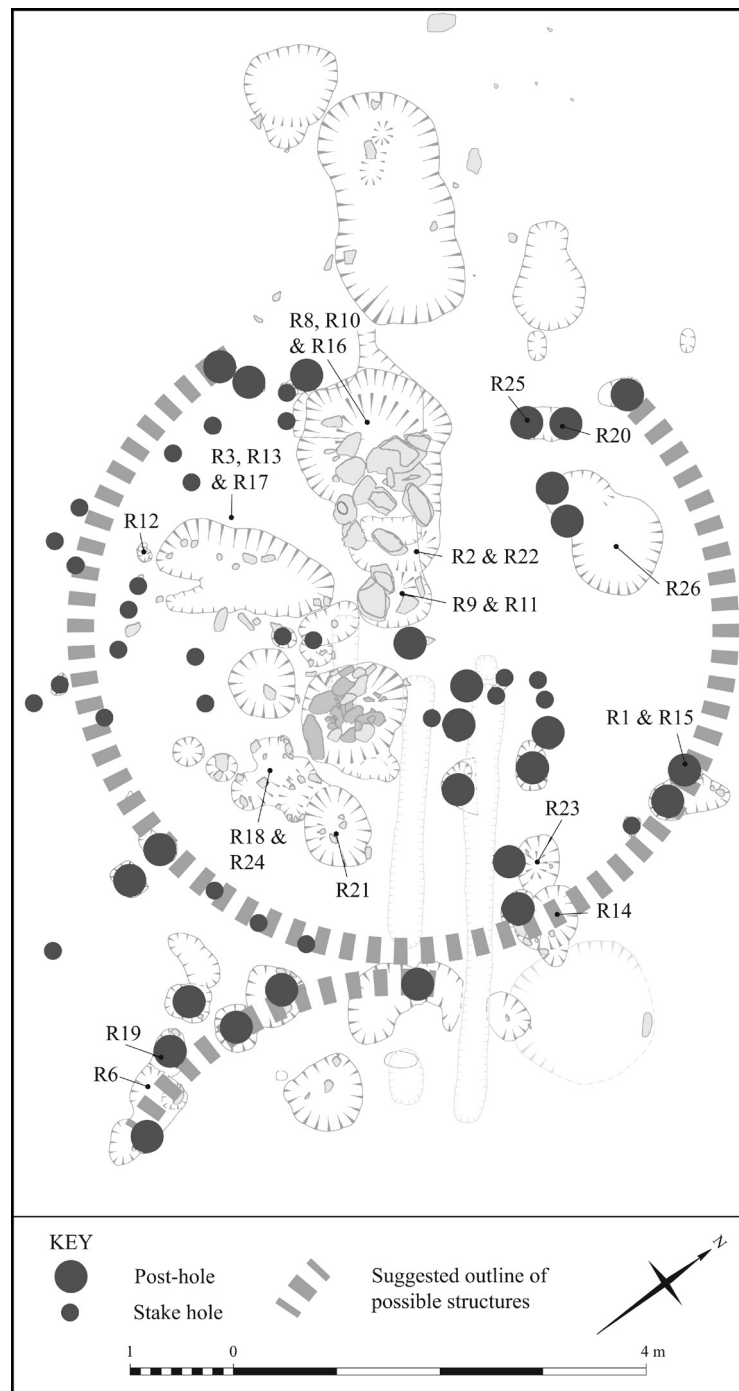 R8, R10
& R16
R25
R20
R3, R13
& R17
R12
R2 & R22
R26
R9 & R11
R1 & R15
R18 &
R24
R23
R21
R14
R19
R6
KEY
Post-hole
Stake hole
Suggested outline of
possible structures
N
1 0 4 m